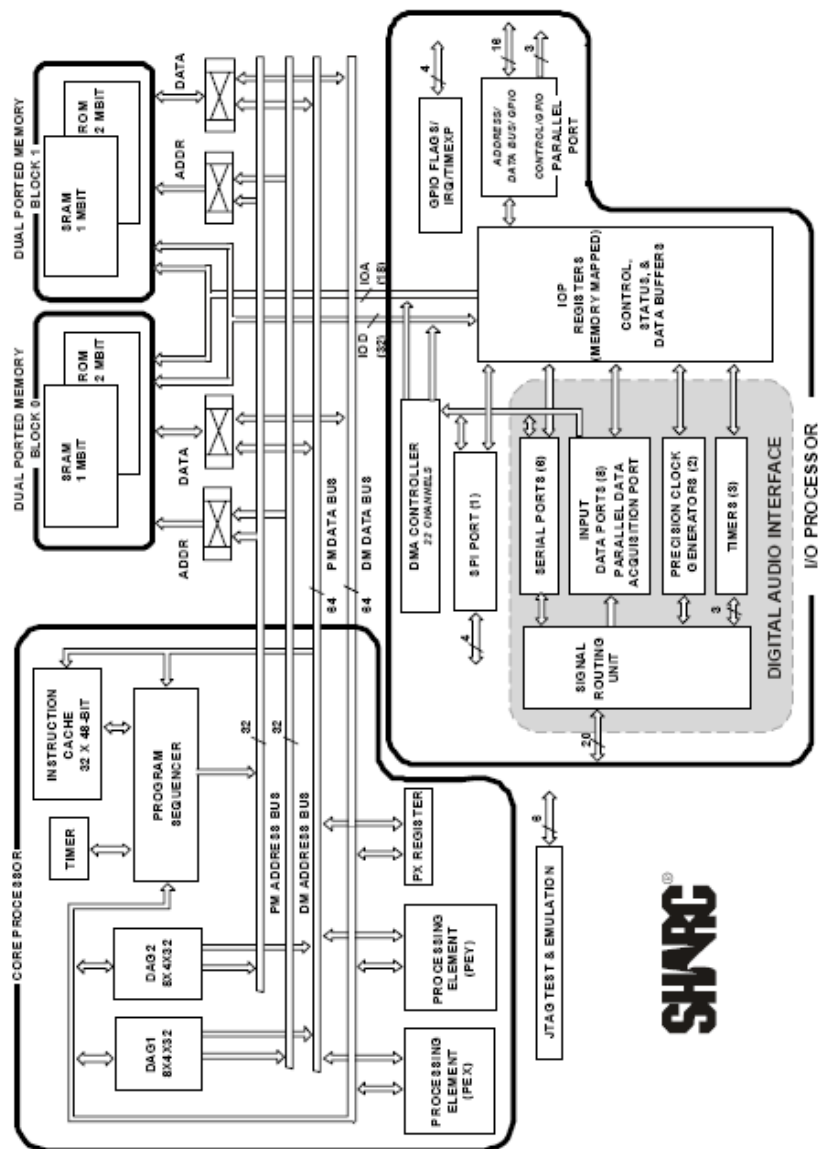 CORE PROCESSOR
DAG1
8X4X32
DAG2
8X4X32
TIMER
INSTRUCTION
CACHE
32 X 48-BIT
PROGRAM
SEQUENCER
DUAL PORTED MEMORY
BLOCK 0
SRAM
1 MBIT
ROM
2 MBIT
DUAL PORTED MEMORY
BLOCK 1
SRAM
1 MBIT
ROM
2 MBIT
ADDR
DATA
ADDR
DATA
PM ADDRESS BUS
32
DM ADDRESS BUS
32
PM DATA BUS
64
DM DATA BUS
64
IOD
(32)
IOA
(18)
PROCESSING
ELEMENT
(PEX)
PROCESSING
ELEMENT
(PEY)
PX REGISTER
JTAG TEST & EMULATION
6
SHARC®
DMA CONTROLLER
22 CHANNELS
4
SPI PORT (1)
20
SIGNAL
ROUTING
UNIT
SERIAL PORTS (6)
INPUT
DATA PORTS (8)
PARALLEL DATA
ACQUISITION PORT
PRECISION CLOCK
GENERATORS (2)
3
TIMERS (3)
DIGITAL AUDIO INTERFACE
I/O PROCESSOR
IOP
REGISTERS
(MEMORY MAPPED)
CONTROL,
STATUS, &
DATA BUFFERS
GPIO FLAGS/
IRQ/TIMEXP
4
ADDRESS/
DATA BUS/ GPIO
CONTROL/GPIO
PARALLEL
PORT
16
3